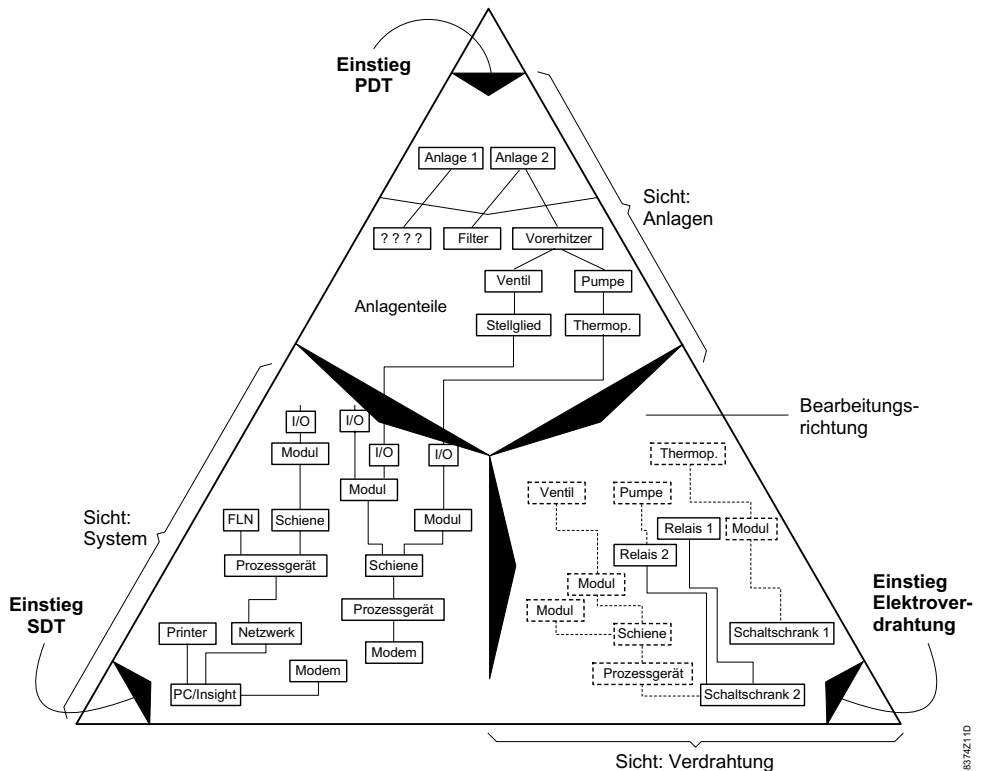 Einstieg
PDT
Anlage 1
Anlage 2
Sicht:
Anlagen
? ? ? ?
Filter
Vorerhitzer
Ventil
Pumpe
Anlagenteile
Stellglied
Thermop.
Bearbeitungs-
richtung
I/O
I/O
Modul
I/O
I/O
Thermop.
Modul
Ventil
Pumpe
Sicht:
System
FLN
Schiene
Modul
Relais 1
Modul
Relais 2
Prozessgerät
Schiene
Modul
Einstieg
Elektrover-
drahtung
Einstieg
SDT
Prozessgerät
Modul
Printer
Netzwerk
Schiene
Schaltschrank 1
Modem
Modem
Prozessgerät
PC/Insight
Schaltschrank 2
Sicht: Verdrahtung
8374Z11D